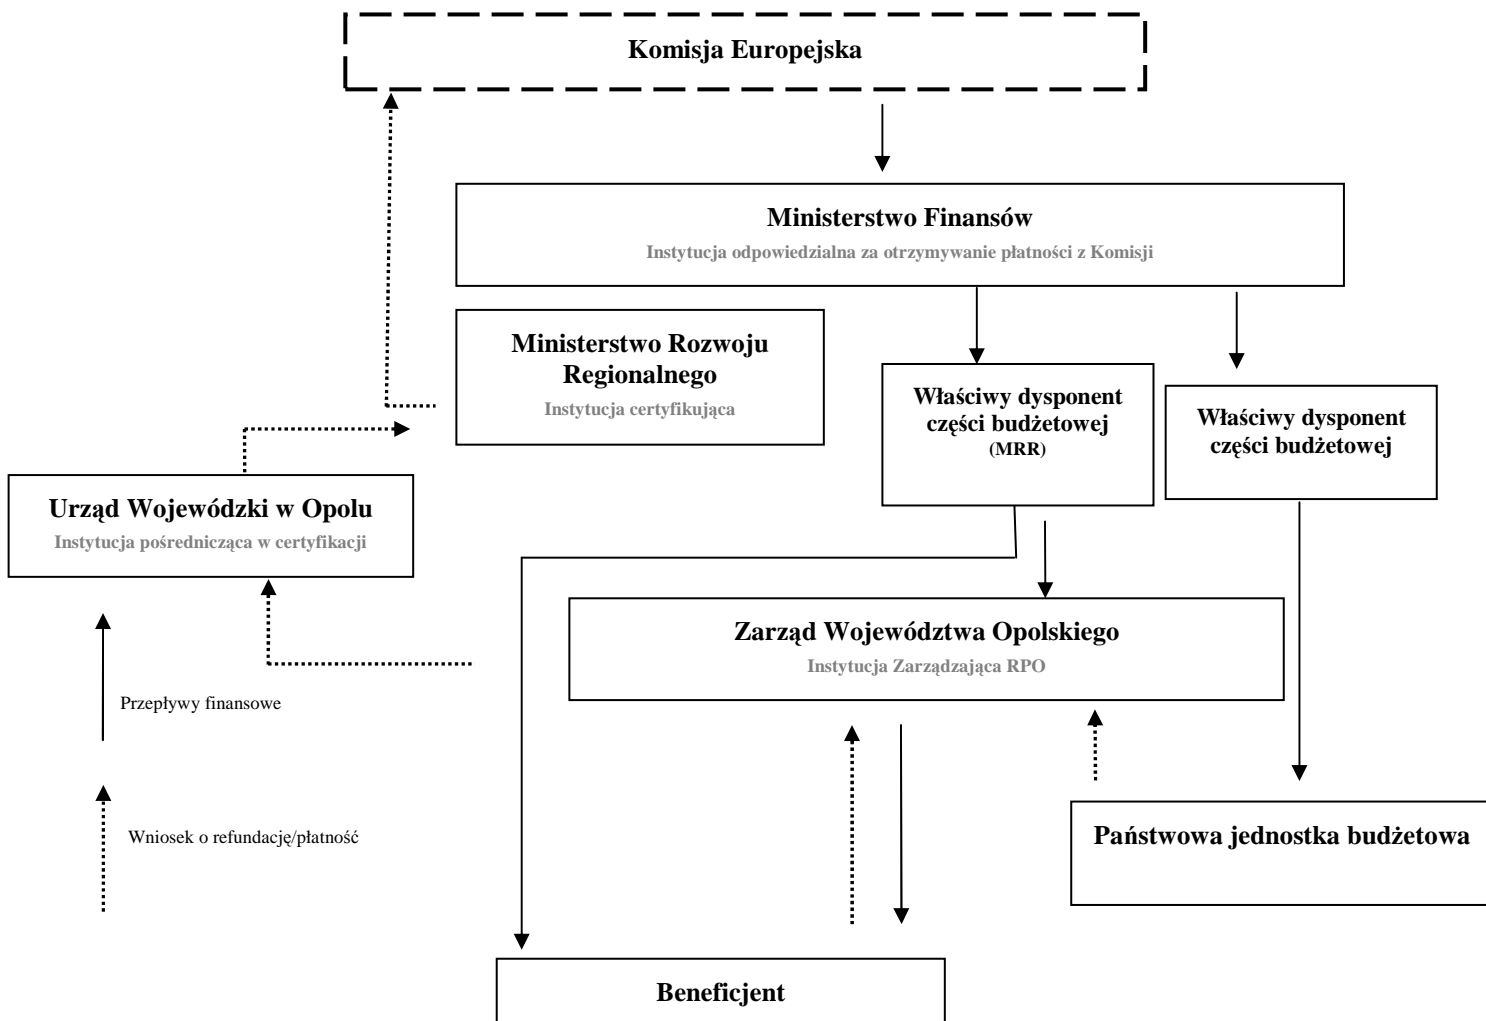 Komisja Europejska
Ministerstwo Finansów
Instytucja odpowiedzialna za otrzymywanie płatności z Komisji
Ministerstwo Rozwoju
Regionalnego
Instytucja certyfikująca
Właściwy dysponent
części budżetowej
(MRR)
Właściwy dysponent
części budżetowej
Urząd Wojewódzki w Opolu
Instytucja pośrednicząca w certyfikacji
Zarząd Województwa Opolskiego
Instytucja Zarządzająca RPO
Przepływy finansowe
Wniosek o refundację/płatność
Państwowa jednostka budżetowa
Beneficjent